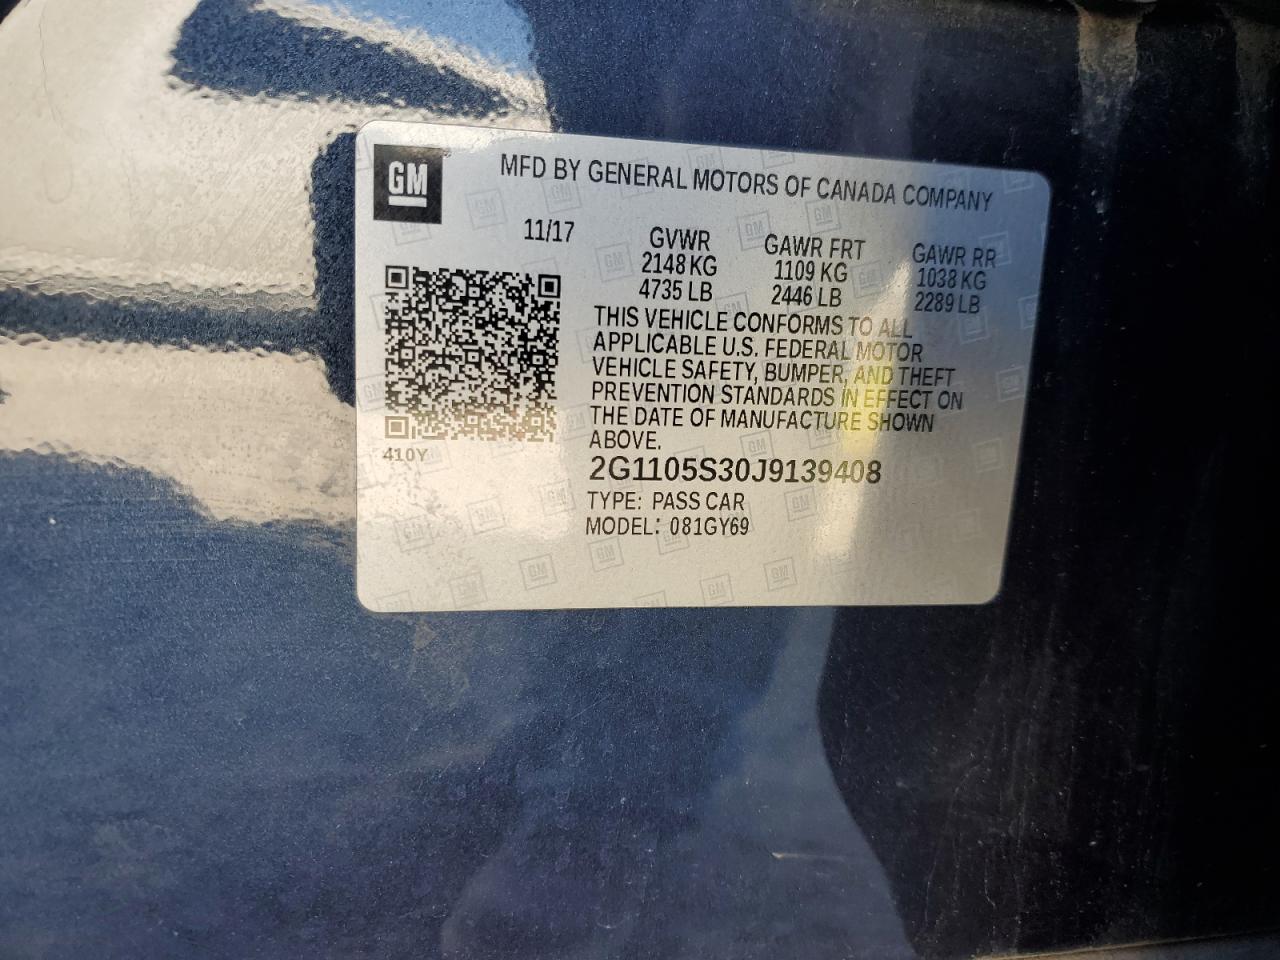 GM
MFD BY GENERAL MOTORS OF CANADA COMPANY
11/17
GVWR
2148 KG
4735 LB
GAWR FRT
1109 KG
2446 LB
GAWR RR
1038 KG
2289 LB
THIS VEHICLE CONFORMS TO ALL
APPLICABLE U.S. FEDERAL MOTOR
VEHICLE SAFETY, BUMPER, AND THEFT
PREVENTION STANDARDS IN EFFECT ON
THE DATE OF MANUFACTURE SHOWN
ABOVE.
410Y
2G1105S30J9139408
TYPE: PASS CAR
MODEL: 081GY69